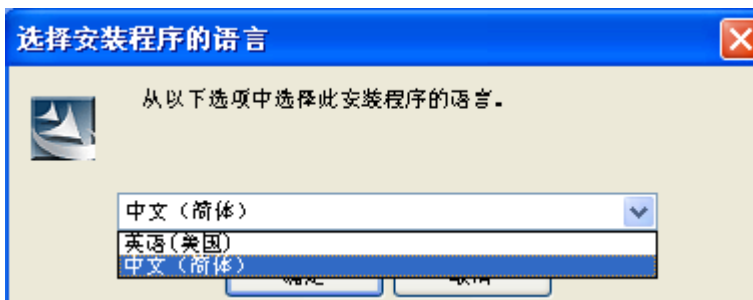 选择安装程序的语言
从以下选项中选择此安装程序的语言。
中文（简体）
英语(美国)
中文（简体）